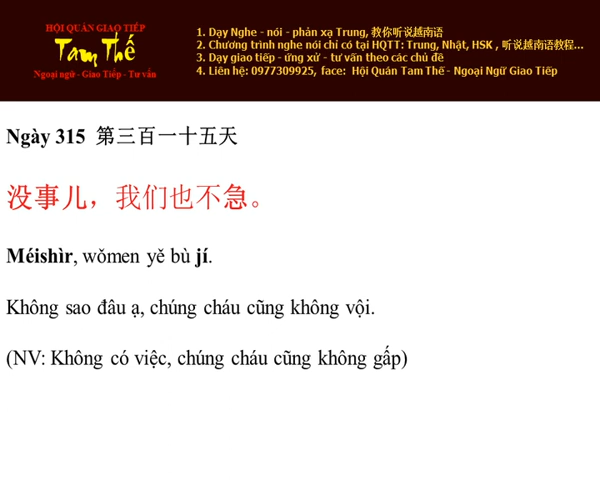 HỘI QUÁN GIAO TIẾP
Tam Thế
Ngoại ngữ - Giao Tiếp - Tư vấn
1. Dạy Nghe - nói - phản xạ Trung, 教你听说越南语
2. Chương trình nghe nói chỉ có tại HQTT: Trung, Nhật, HSK , 听说越南语教程...
3. Dạy giao tiếp - ứng xử - tư vấn theo các chủ đề
4. Liên hệ: 0977309925, face: Hội Quán Tam Thế - Ngoại Ngữ Giao Tiếp
Ngày 315 第三百一十五天
没事儿，我们也不急。
Méishìr, wǒmen yě bù jí.
Không sao đâu ạ, chúng cháu cũng không vội.
(NV: Không có việc, chúng cháu cũng không gấp)